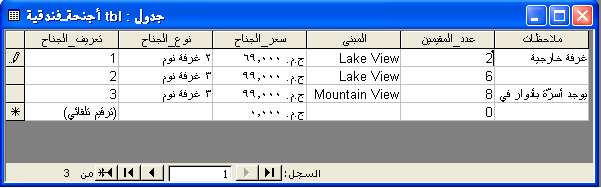 tbl أجنحة_فندقية : جدول
تعريف_الجناح نوع_الجناح سعر_الجناح المبنى عدد_المقيمين ملاحظات
1 ٢ غرفة نوم ج.م. ٦٩,٠٠٠ Lake View 2 غرفة خارجية
2 ٣ غرفة نوم ج.م. ٩٩,٠٠٠ Lake View 6
3 ٣ غرفة نوم ج.م. ٩٩,٠٠٠ Mountain View 8 يوجد أسرّة بأدوار في
(ترقيم تلقائي) ج.م. ٠,٠٠٠ 0
السجل: 1 من 3